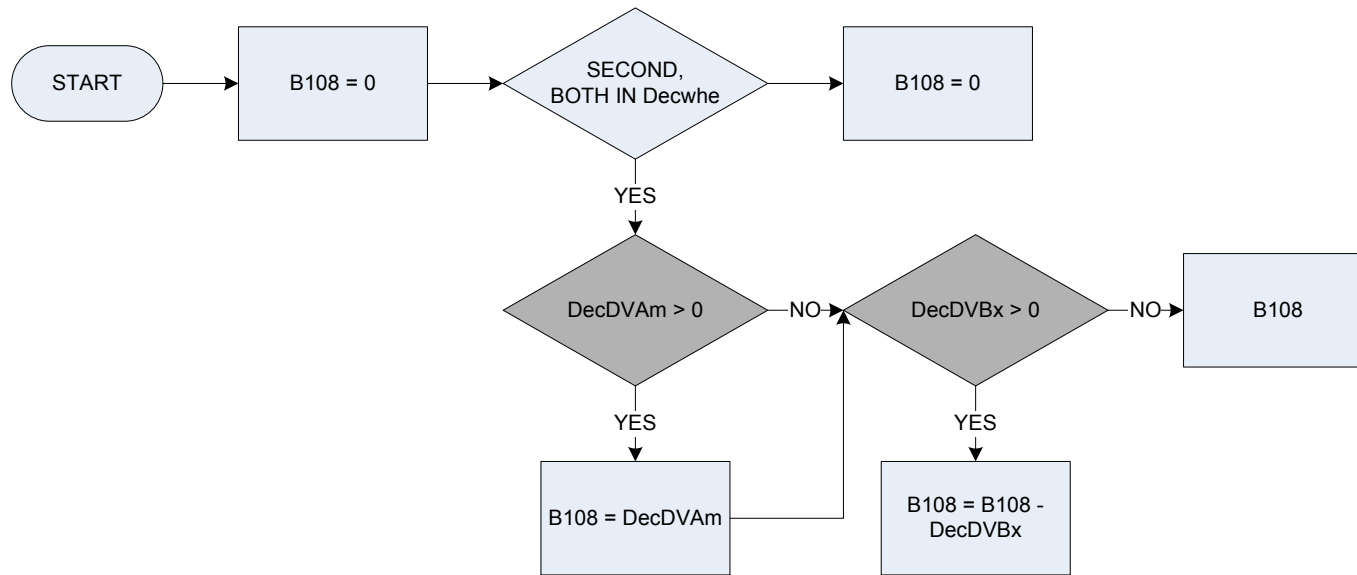 START
B108 = 0
SECOND,
BOTH IN Decwhe
B108 = 0
YES
DecDVAm > 0
NO
DecDVBx > 0
NO
B108
YES
YES
B108 = DecDVAm
B108 = B108 -
DecDVBx